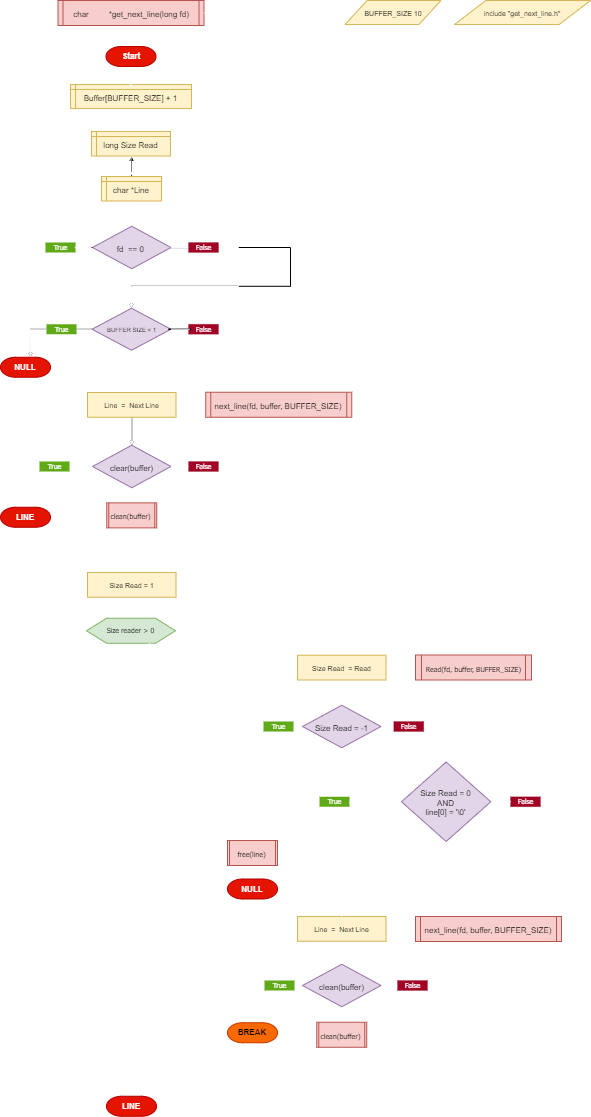 char *get_next_line(long fd)
BUFFER_SIZE 10
include "get_next_line.h"
Start
Buffer[BUFFER_SIZE] + 1
long Size Read
char *Line
True
fd == 0
False
True
BUFFER SIZE < 1
False
NULL
Line = Next Line
next_line(fd, buffer, BUFFER_SIZE)
True
clear(buffer)
False
LINE
clean(buffer)
Size Read = 1
Size reader > 0
Size Read = Read
Read(fd, buffer, BUFFER_SIZE)
True
Size Read = -1
False
True
Size Read = 0
AND
line[0] = '\0'
False
free(line)
NULL
Line = Next Line
next_line(fd, buffer, BUFFER_SIZE)
True
clean(buffer)
False
BREAK
clean(buffer)
LINE